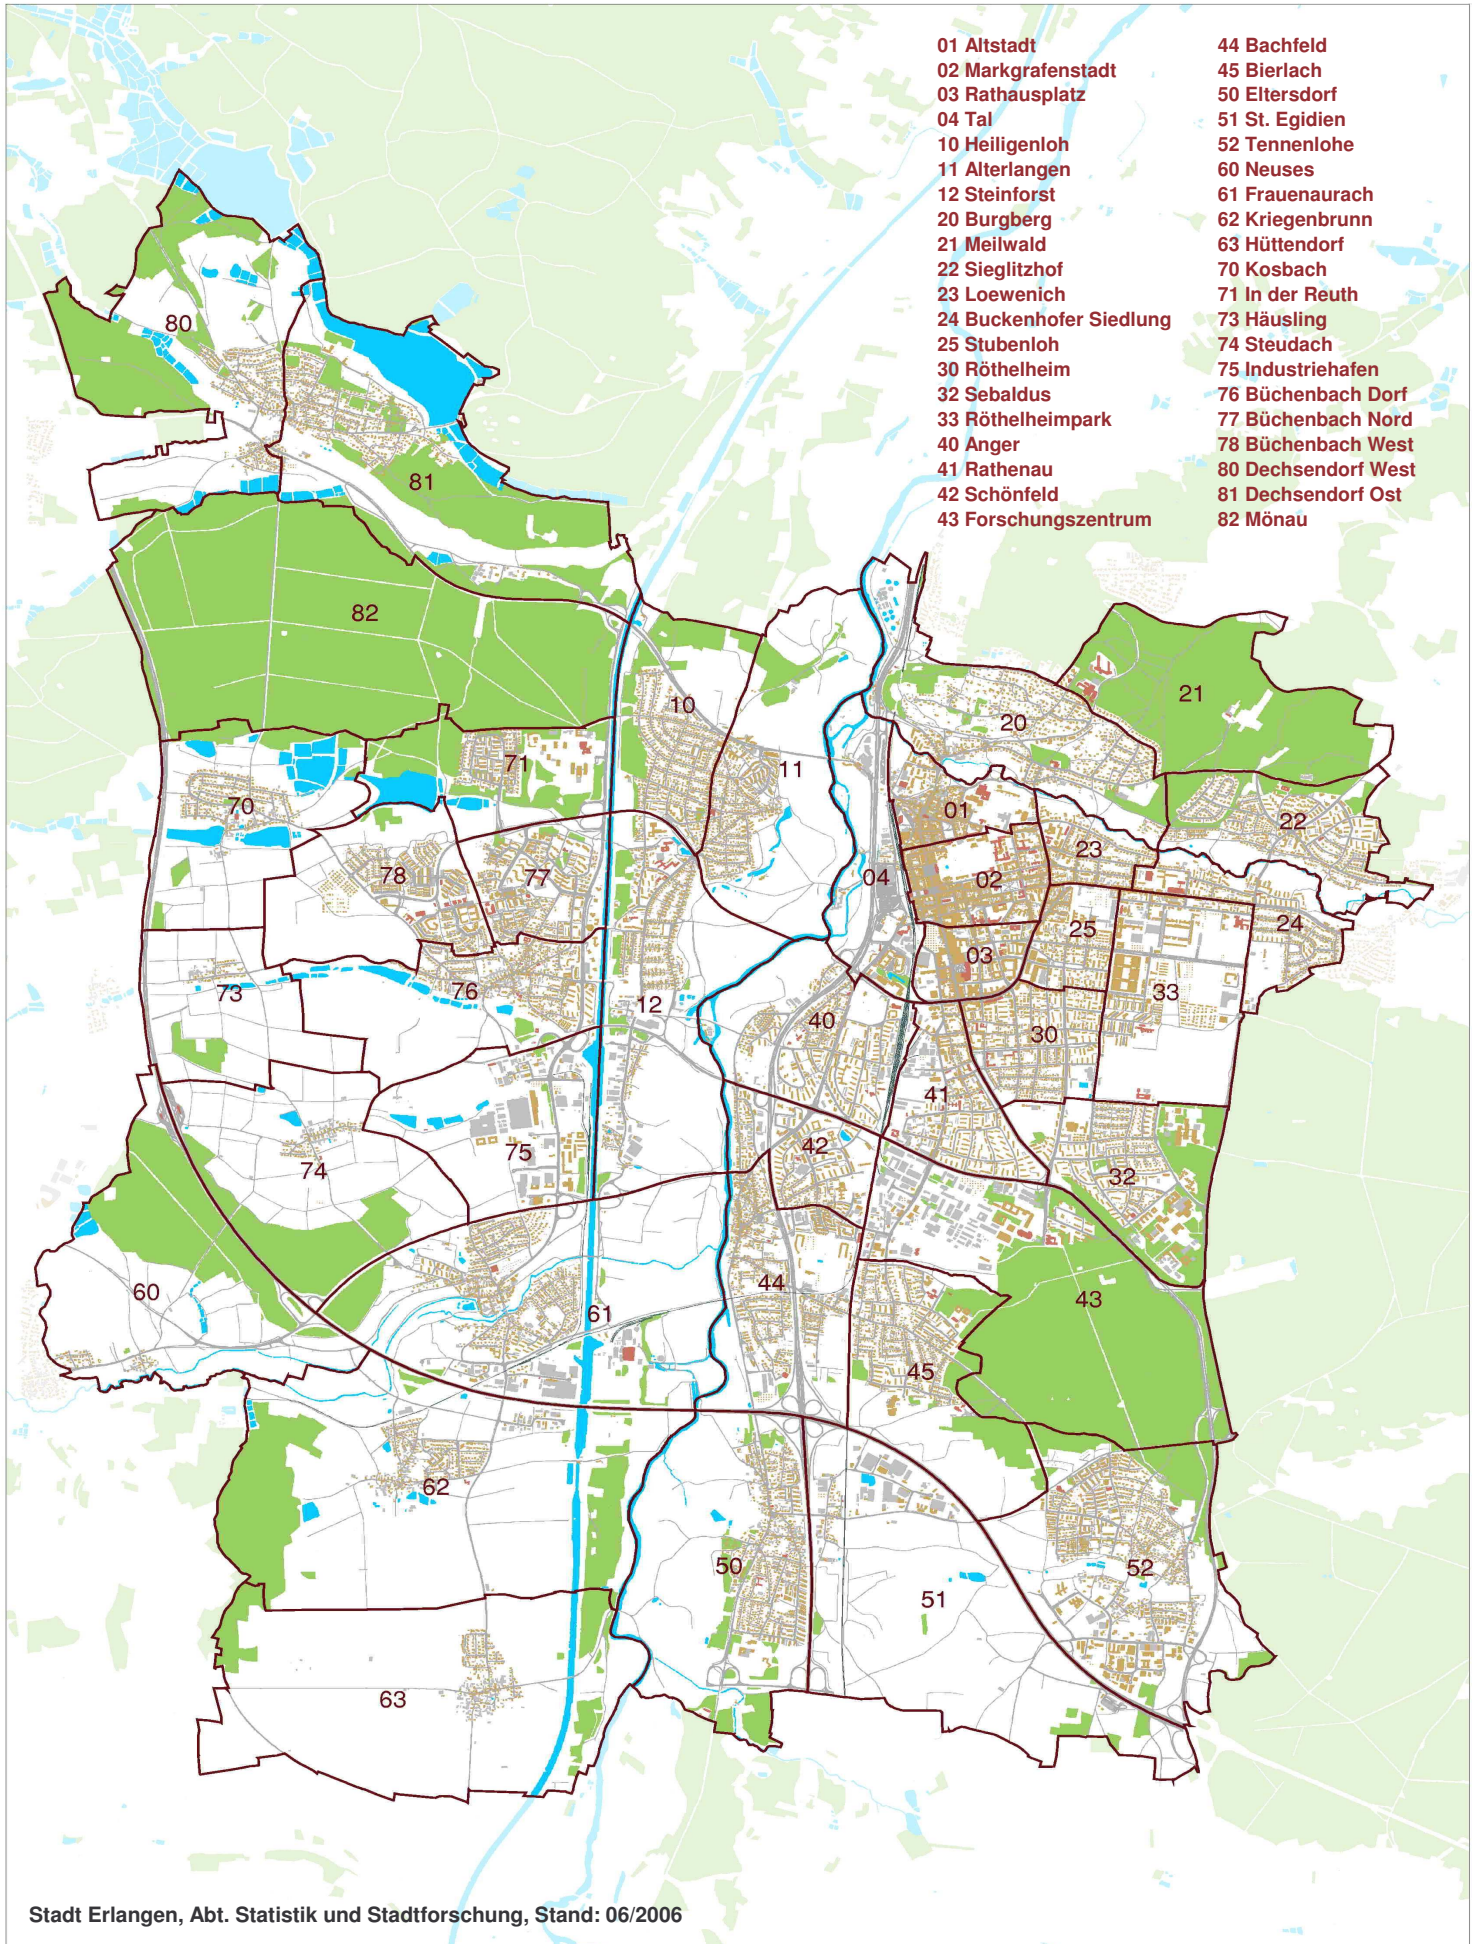 01 Altstadt
02 Markgrafenstadt
03 Rathausplatz
04 Tal
10 Heiligenloh
11 Alterlangen
12 Steinforst
20 Burgberg
21 Meilwald
22 Sieglitzhof
23 Loewenich
24 Buckenhofer Siedlung
25 Stubenloh
30 Röthelheim
32 Sebaldus
33 Röthelheimpark
40 Anger
41 Rathenau
42 Schönfeld
43 Forschungszentrum
44 Bachfeld
45 Bierlach
50 Eltersdorf
51 St. Egidien
52 Tennenlohe
60 Neuses
61 Frauenaurach
62 Kriegenbrunn
63 Hüttendorf
70 Kosbach
71 In der Reuth
73 Häusling
74 Steudach
75 Industriehafen
76 Büchenbach Dorf
77 Büchenbach Nord
78 Büchenbach West
80 Dechsendorf West
81 Dechsendorf Ost
82 Mönau
80
81
82
10
21
20
71
11
70
01
22
23
78
77
04
02
25
24
03
73
76
33
12
40
30
41
75
42
74
32
60
44
43
61
45
62
50
52
51
63
Stadt Erlangen, Abt. Statistik und Stadtforschung, Stand: 06/2006